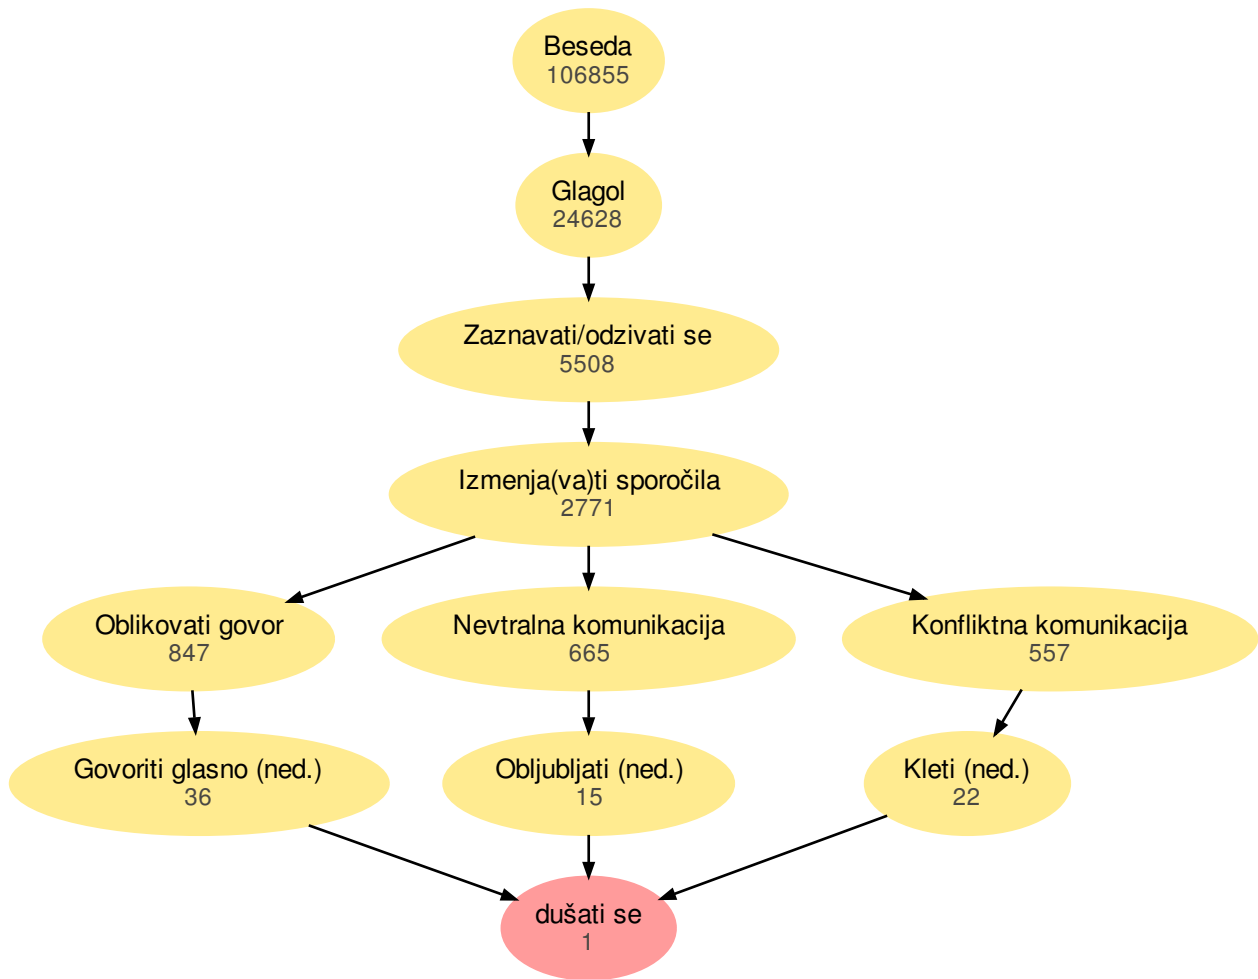 Beseda
106855
Glagol
24628
Zaznavati/odzivati se
5508
Izmenja(va)ti sporočila
2771
Oblikovati govor
847
Nevtralna komunikacija
665
Konfliktna komunikacija
557
Govoriti glasno (ned.)
36
Obljubljati (ned.)
15
Kleti (ned.)
22
dušati se
1